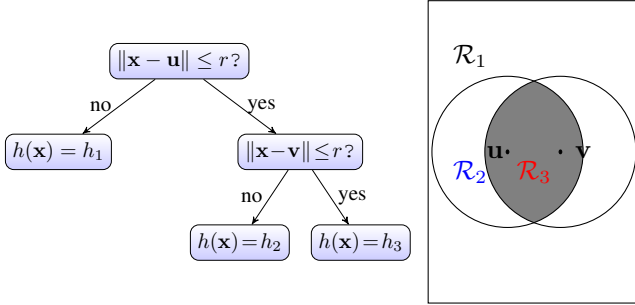 ‖x − u‖ ≤ r?
no
yes
h(x) = h₁
‖x−v‖≤r?
no
yes
h(x)=h₂
h(x)=h₃
R₁
u
v
R₂
R₃